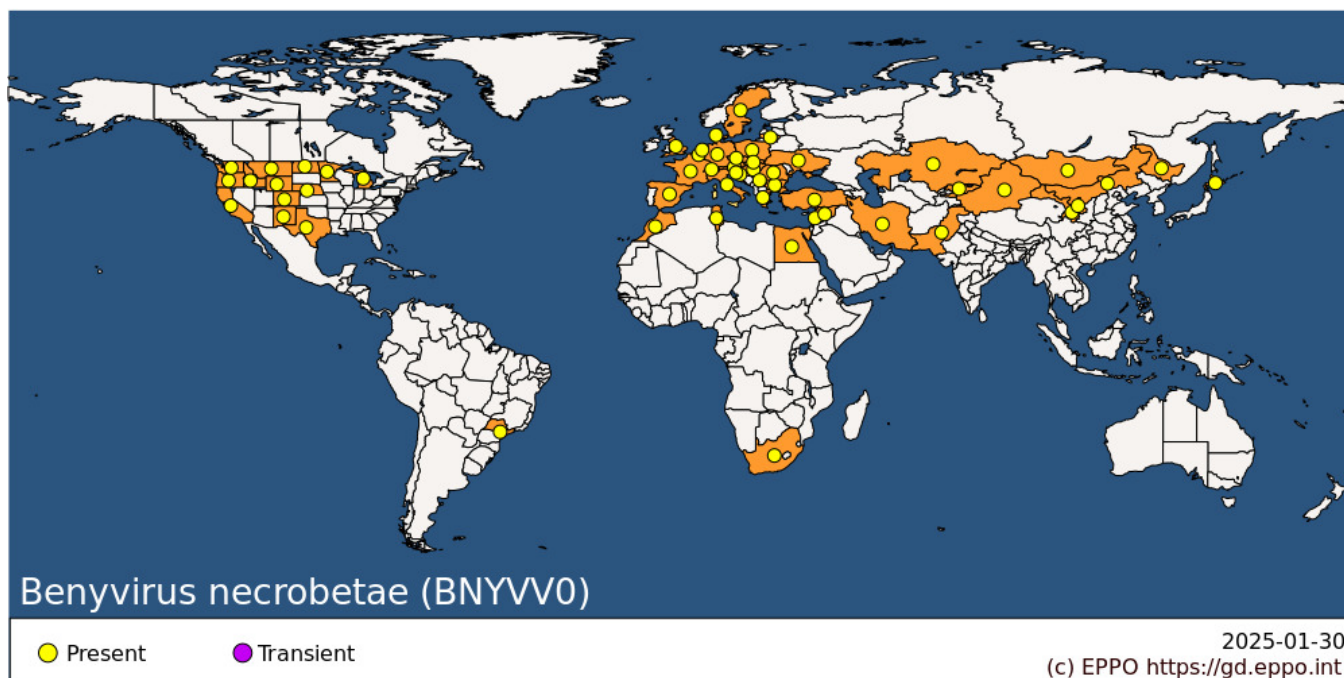 Benyvirus necrobetae (BNYVV0)
Present
Transient
2025-01-30
(c) EPPO https://gd.eppo.int